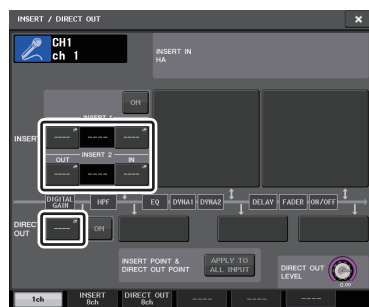 INSERT / DIRECT OUT
CH1
ch 1
INSERT IN
HA
ON
INSERT 1
INSERT
---- ---- ----
OUT INSERT 2 IN
---- ---- ----
DIGITAL GAIN HPF EQ DYNA1 DYNA2 DELAY FADER ON/OFF
DIRECT OUT
---- ON
INSERT POINT & DIRECT OUT POINT
APPLY TO ALL INPUT
DIRECT OUT LEVEL
0.00
1ch INSERT 8ch DIRECT OUT 8ch ---- ---- ----